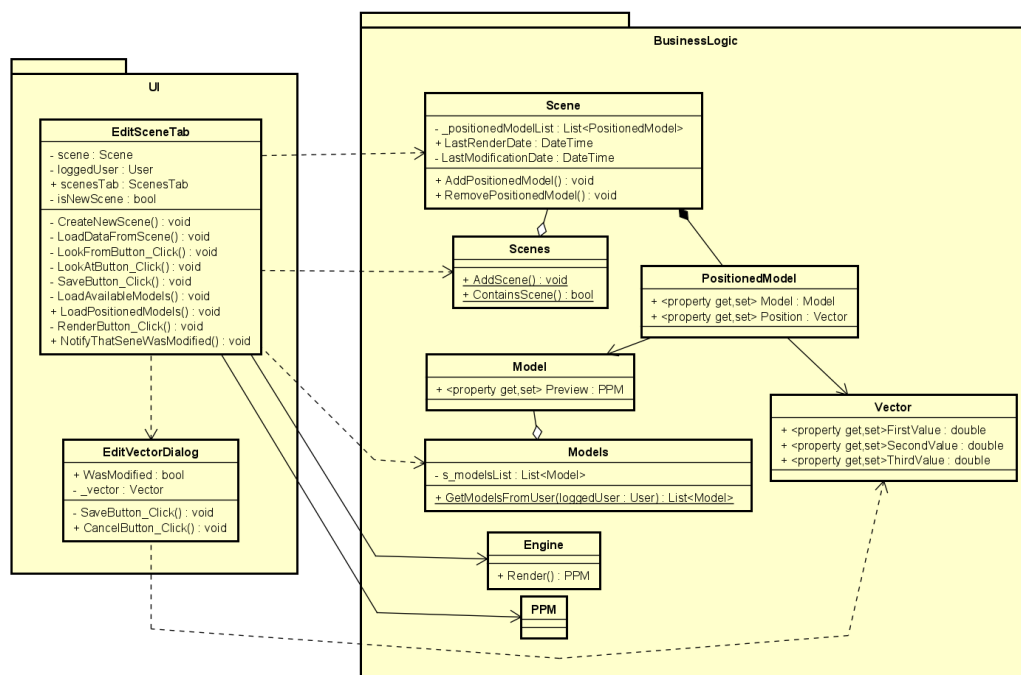 BusinessLogic
UI
Scene
- _positionedModelList : List<PositionedModel>
+ LastRenderDate : DateTime
- LastModificationDate : DateTime
+ AddPositionedModel() : void
+ RemovePositionedModel() : void
EditSceneTab
- scene : Scene
- loggedUser : User
+ scenesTab : ScenesTab
- isNewScene : bool
- CreateNewScene() : void
- LoadDataFromScene() : void
- LookFromButton_Click() : void
- LookAtButton_Click() : void
- SaveButton_Click() : void
- LoadAvailableModels() : void
+ LoadPositionedModels() : void
- RenderButton_Click() : void
+ NotifyThatSeneWasModified() : void
Scenes
+ AddScene() : void
+ ContainsScene() : bool
PositionedModel
+ <property get,set> Model : Model
+ <property get,set> Position : Vector
Model
+ <property get,set> Preview : PPM
Vector
+ <property get,set>FirstValue : double
+ <property get,set>SecondValue : double
+ <property get,set>ThirdValue : double
EditVectorDialog
+ WasModified : bool
- _vector : Vector
- SaveButton_Click() : void
+ CancelButton_Click() : void
Models
- s_modelsList : List<Model>
+ GetModelsFromUser(loggedUser : User) : List<Model>
Engine
+ Render() : PPM
PPM